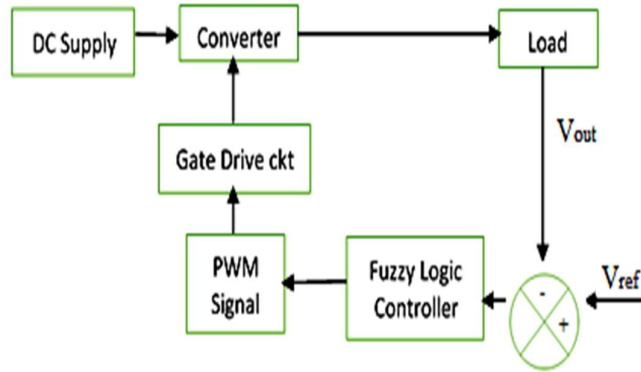 DC Supply
Converter
Load
Vout
Gate Drive ckt
PWM
Signal
Fuzzy Logic
Controller
-
+
Vref